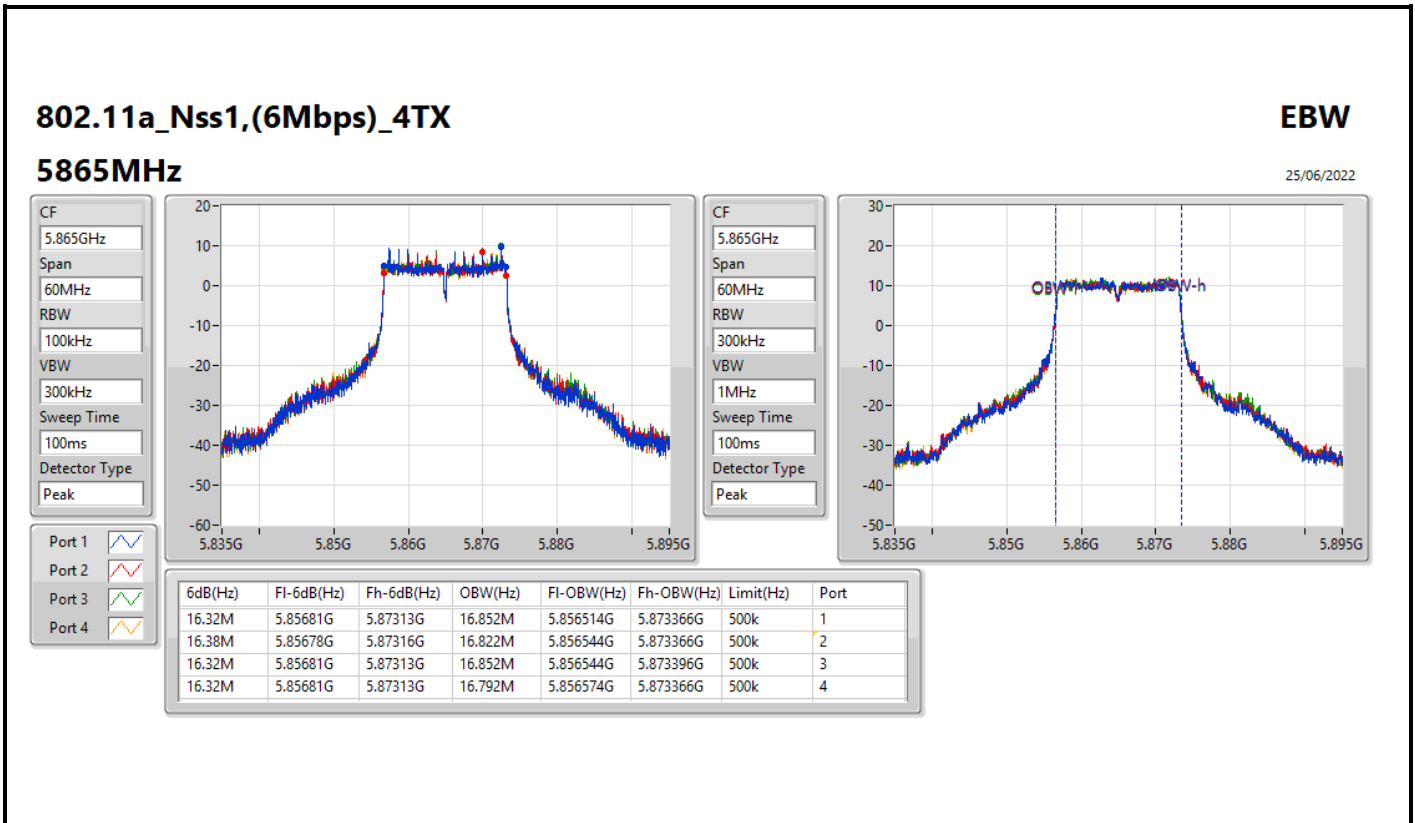 802.11a_Nss1,(6Mbps)_4TX
EBW
5865MHz
25/06/2022
CF
5.865GHz
Span
60MHz
RBW
100kHz
VBW
300kHz
Sweep Time
100ms
Detector Type
Peak
20
10
0
-10
-20
-30
-40
-50
-60
5.835G 5.85G 5.86G 5.87G 5.88G 5.895G
CF
5.865GHz
Span
60MHz
RBW
300kHz
VBW
1MHz
Sweep Time
100ms
Detector Type
Peak
30
20
10
0
-10
-20
-30
-40
-50
5.835G 5.85G 5.86G 5.87G 5.88G 5.895G
Port 1
Port 2
Port 3
Port 4
6dB(Hz) Fl-6dB(Hz) Fh-6dB(Hz) OBW(Hz) Fl-OBW(Hz) Fh-OBW(Hz) Limit(Hz) Port
16.32M 5.85681G 5.87313G 16.852M 5.856514G 5.873366G 500k 1
16.38M 5.85678G 5.87316G 16.822M 5.856544G 5.873366G 500k 2
16.32M 5.85681G 5.87313G 16.852M 5.856544G 5.873396G 500k 3
16.32M 5.85681G 5.87313G 16.792M 5.856574G 5.873366G 500k 4